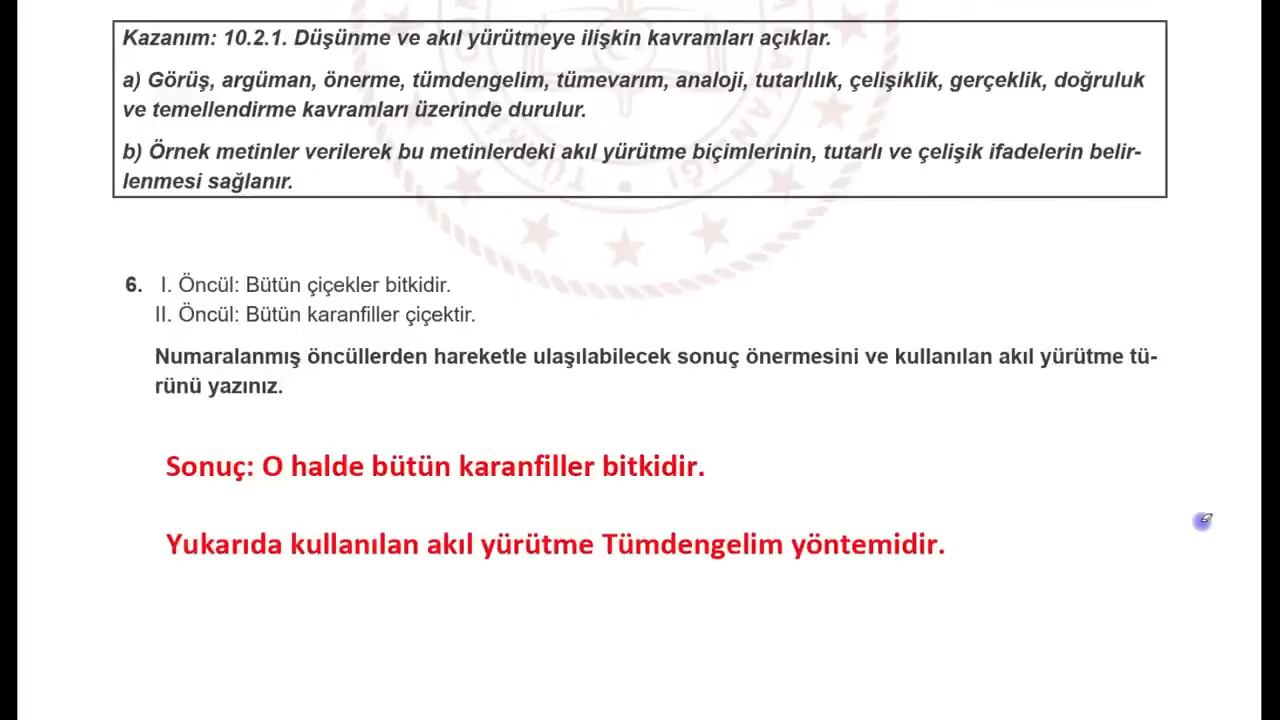 Kazanım: 10.2.1. Düşünme ve akıl yürütmeye ilişkin kavramları açıklar.
a) Görüş, argüman, önerme, tümdengelim, tümevarım, analoji, tutarlılık, çelişiklik, gerçeklik, doğruluk
ve temellendirme kavramları üzerinde durulur.
b) Örnek metinler verilerek bu metinlerdeki akıl yürütme biçimlerinin, tutarlı ve çelişik ifadelerin belir-
lenmesi sağlanır.
6. I. Öncül: Bütün çiçekler bitkidir.
II. Öncül: Bütün karanfiller çiçektir.
Numaralanmış öncüllerden hareketle ulaşılabilecek sonuç önermesini ve kullanılan akıl yürütme tü-
rünü yazınız.
Sonuç: O halde bütün karanfiller bitkidir.
Yukarıda kullanılan akıl yürütme Tümdengelim yöntemidir.